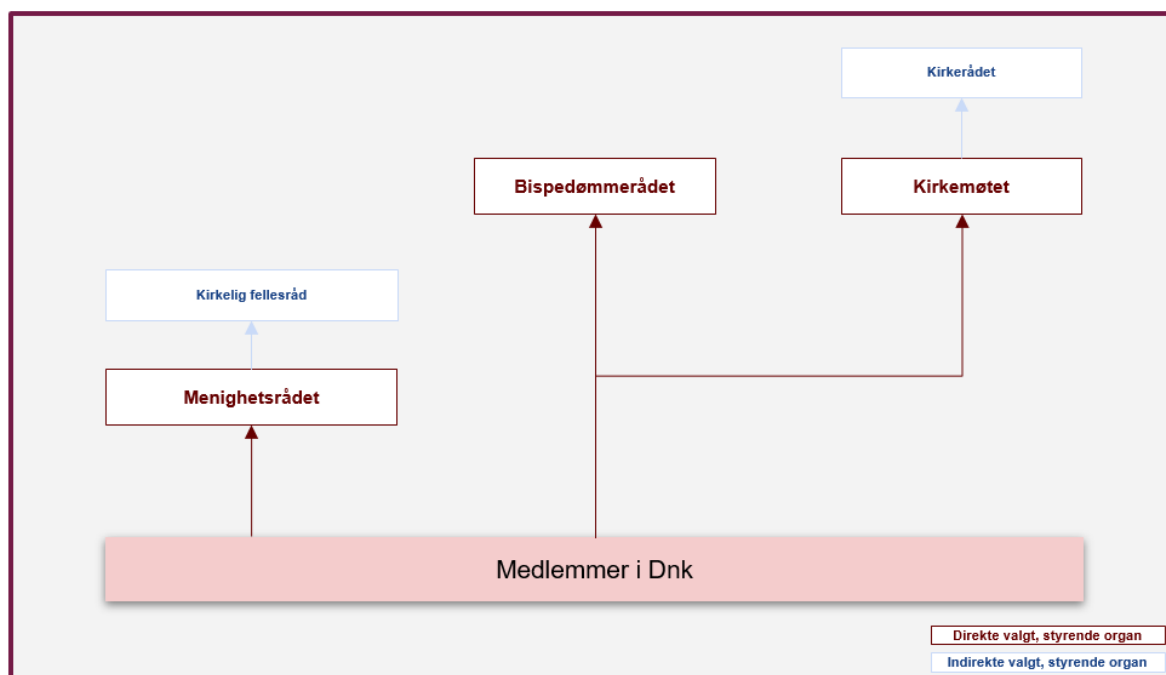 Kirkerådet
Bispedømmerådet
Kirkemøtet
Kirkelig fellesråd
Menighetsrådet
Medlemmer i Dnk
Direkte valgt, styrende organ
Indirekte valgt, styrende organ